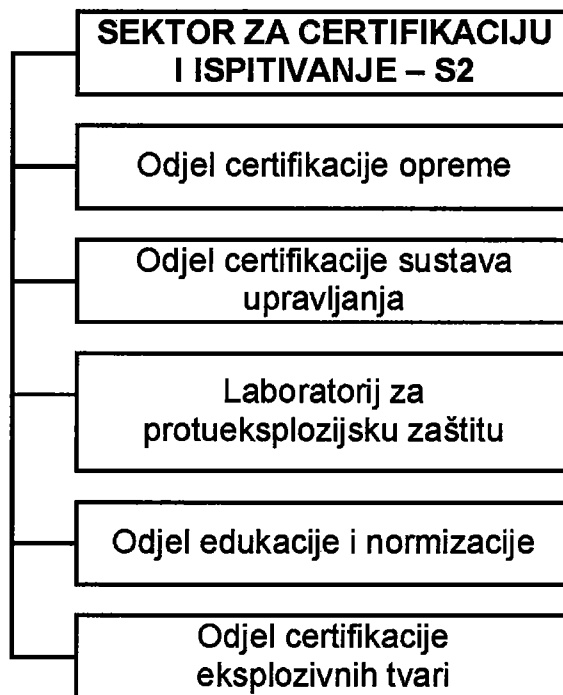 SEKTOR ZA CERTIFIKACIJU
I ISPITIVANJE – S2
Odjel certifikacije opreme
Odjel certifikacije sustava
upravljanja
Laboratorij za
protueksplozijsku zaštitu
Odjel edukacije i normizacije
Odjel certifikacije
eksplozivnih tvari